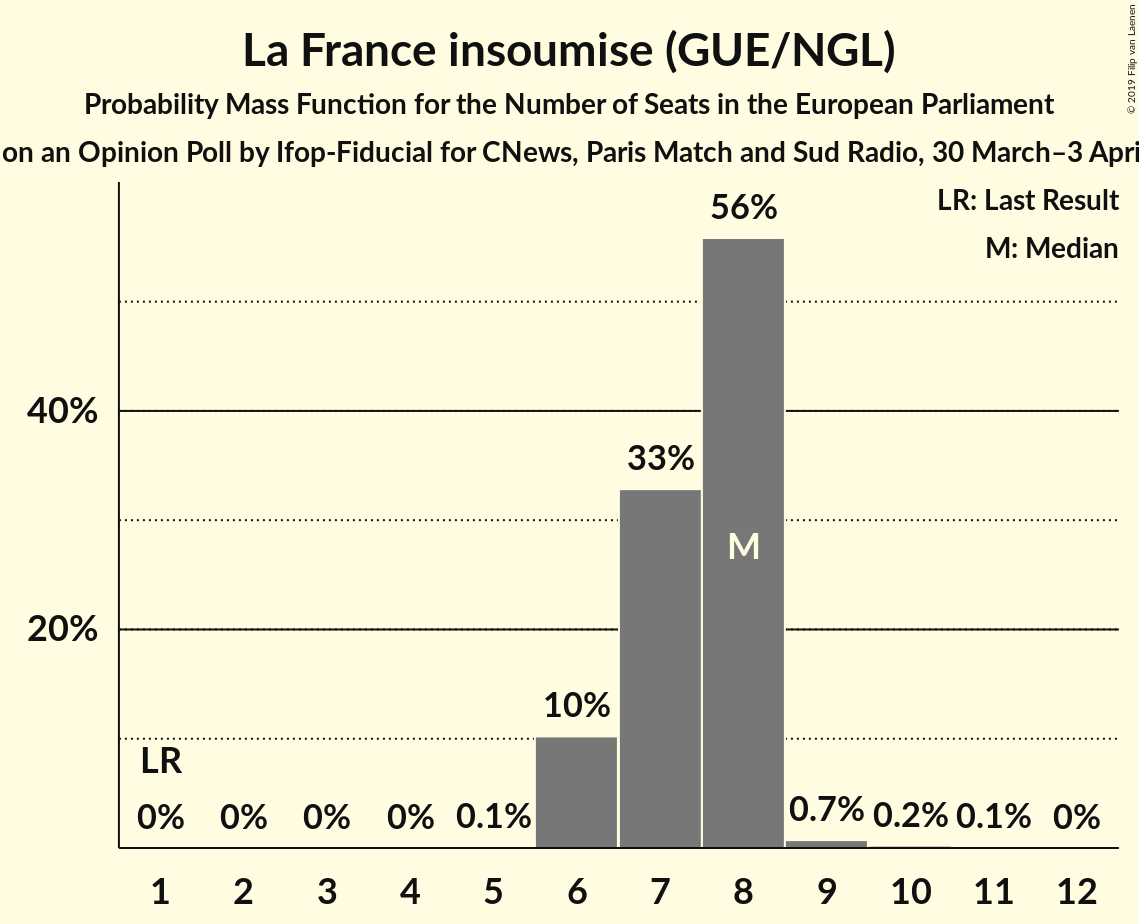 La France insoumise (GUE/NGL)
Probability Mass Function for the Number of Seats in the European Parliament
on an Opinion Poll by Ifop-Fiducial for CNews, Paris Match and Sud Radio, 30 March–3 Apri
© 2019 Filip van Laenen
LR: Last Result
M: Median
56%
40%
33%
M
20%
10%
LR
0% 0% 0% 0% 0.1% 0.7% 0.2% 0.1% 0%
1 2 3 4 5 6 7 8 9 10 11 12